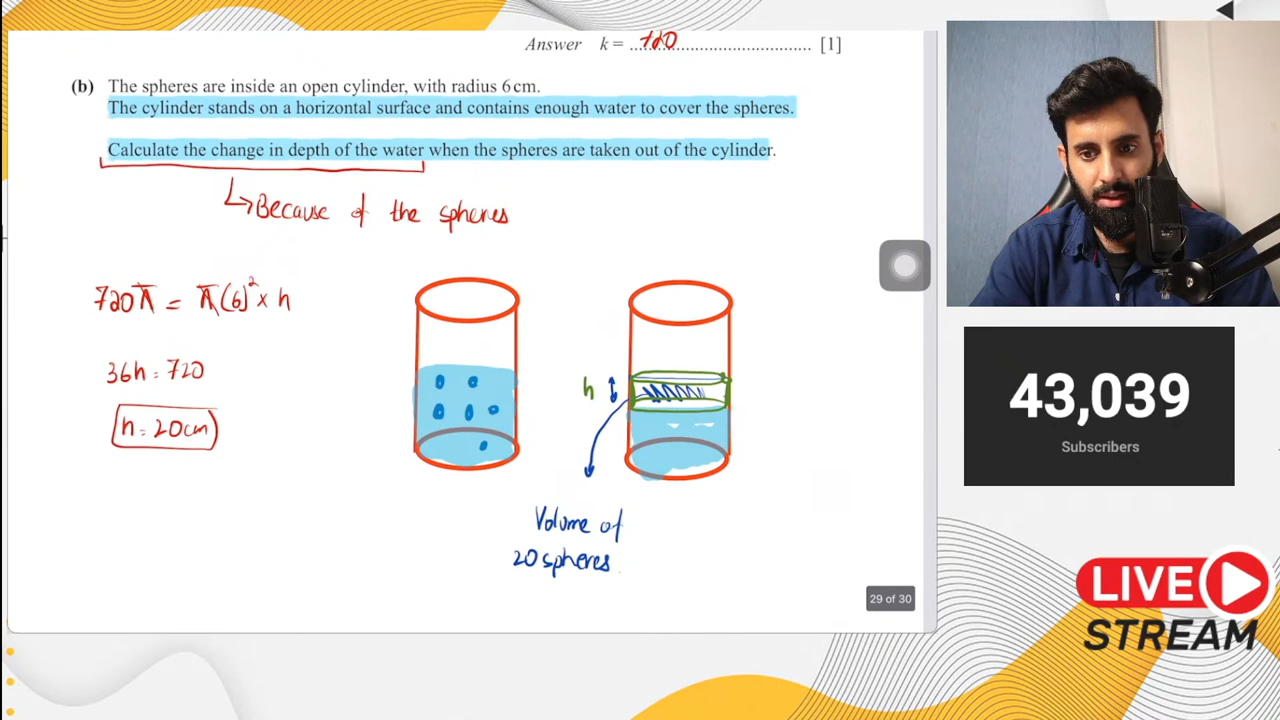 Answer k = 720 [1]
(b) The spheres are inside an open cylinder, with radius 6 cm.
The cylinder stands on a horizontal surface and contains enough water to cover the spheres.
Calculate the change in depth of the water when the spheres are taken out of the cylinder.
Because of the spheres
720π = π(6)² × h
36h = 720
h = 20cm
h
Volume of
20 spheres
29 of 30
43,039
Subscribers
LIVE
STREAM